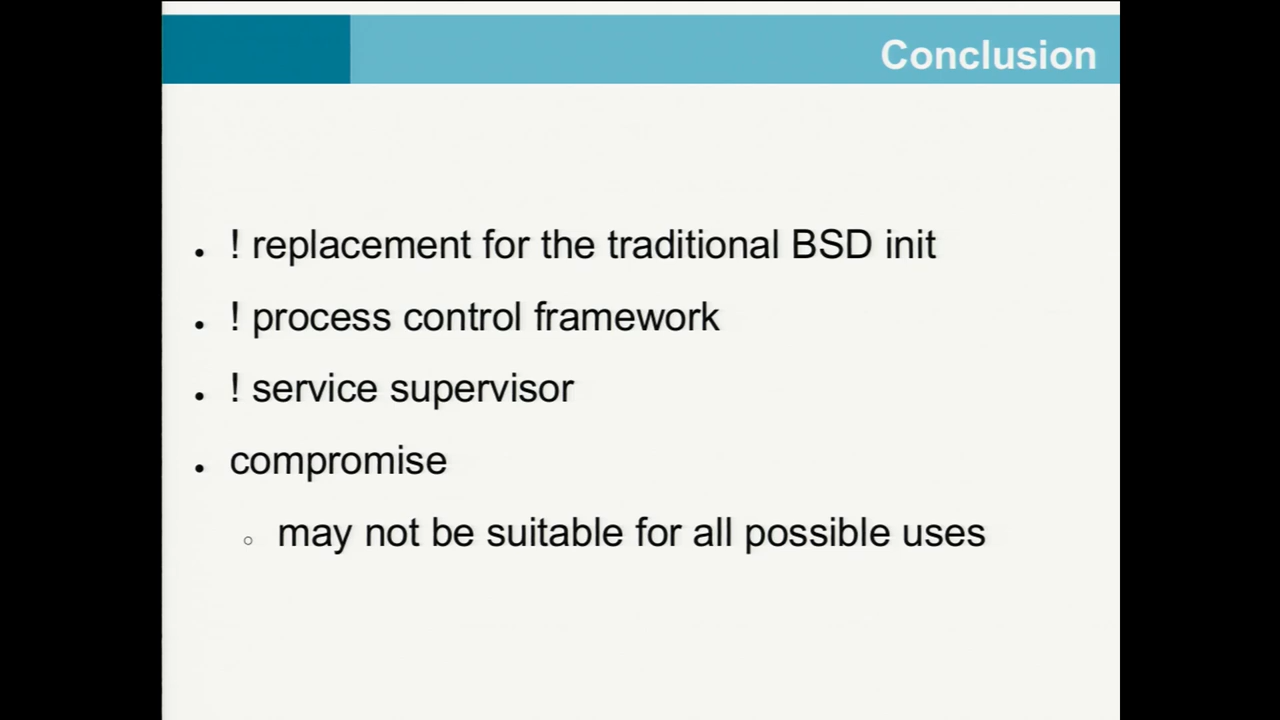 Conclusion
! replacement for the traditional BSD init
! process control framework
! service supervisor
compromise
may not be suitable for all possible uses